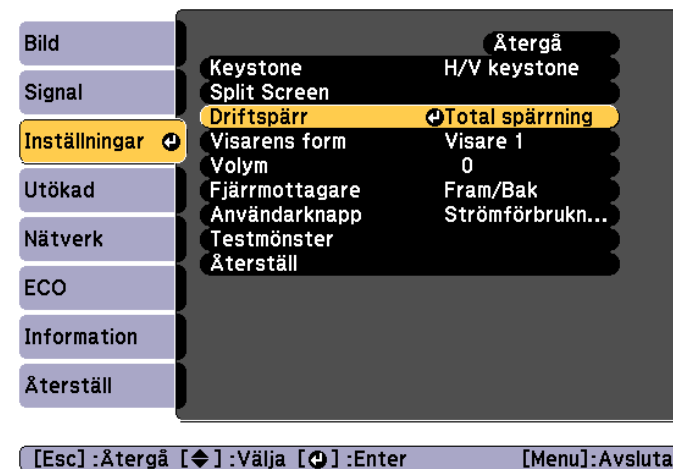 Bild
Signal
Inställningar
Utökad
Nätverk
ECO
Information
Återställ
Återgå
Keystone H/V keystone
Split Screen
Driftspärr Total spärrning
Visarens form Visare 1
Volym 0
Fjärrmottagare Fram/Bak
Användarknapp Strömförbrukn...
Testmönster
Återställ
[Esc] :Återgå [ ] :Välja [ ] :Enter [Menu]:Avsluta